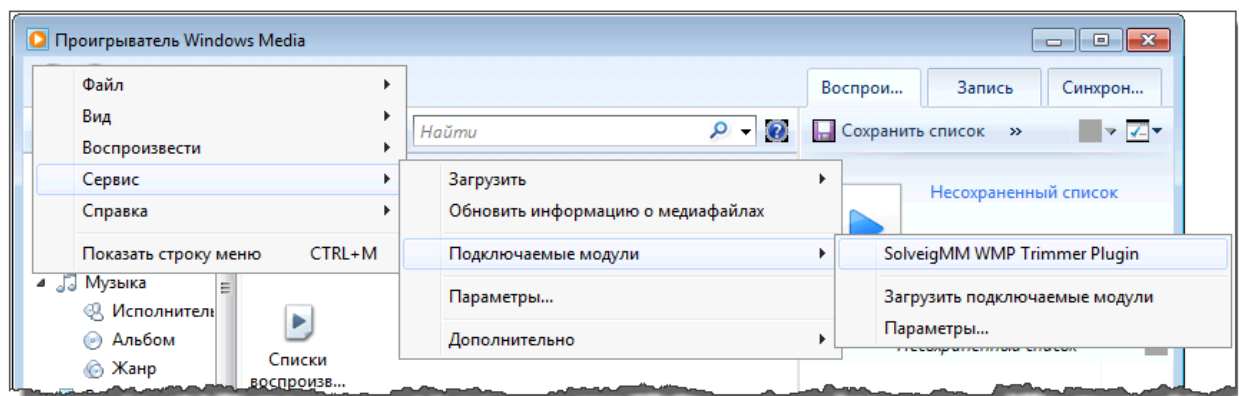 Проигрыватель Windows Media
Файл
Вид
Воспроизвести
Сервис
Справка
Показать строку меню CTRL+M
Найти
Воспрои...
Запись
Синхрон...
Сохранить список »
Несохраненный список
Загрузить
Обновить информацию о медиафайлах
Подключаемые модули
Параметры...
Дополнительно
SolveigMM WMP Trimmer Plugin
Загрузить подключаемые модули
Параметры...
Несохраненный список
Музыка
Исполнитель
Альбом
Жанр
Списки
воспроизв...